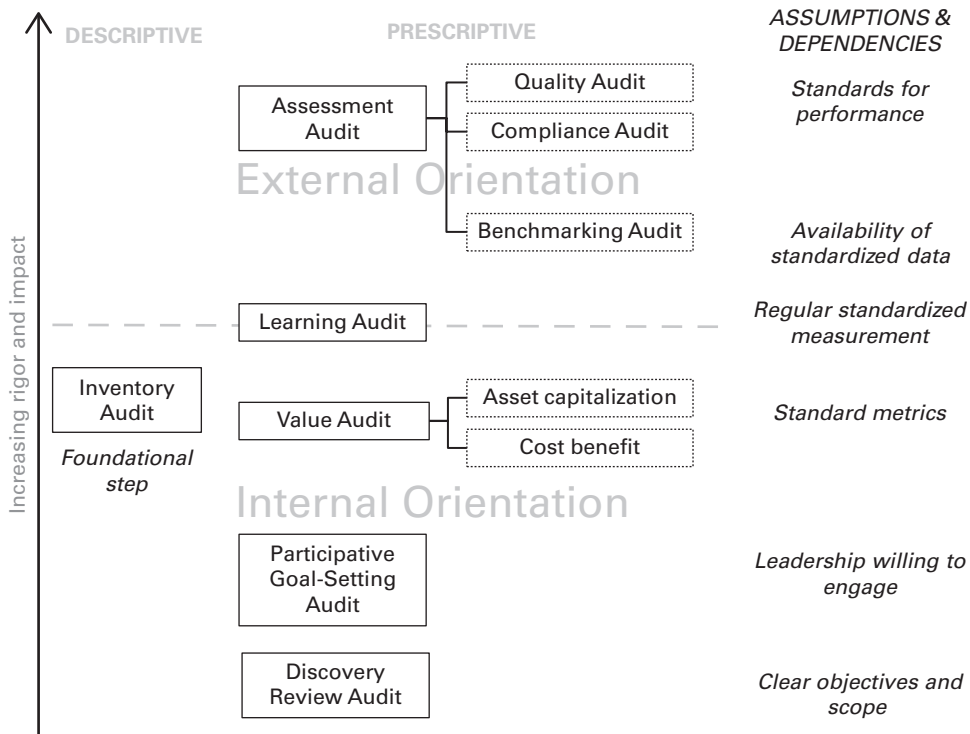 DESCRIPTIVE
PRESCRIPTIVE
ASSUMPTIONS &
DEPENDENCIES
Increasing rigor and impact
Assessment
Audit
Quality Audit
Compliance Audit
Standards for
performance
External Orientation
Benchmarking Audit
Availability of
standardized data
Learning Audit
Regular standardized
measurement
Inventory
Audit
Foundational
step
Value Audit
Asset capitalization
Cost benefit
Standard metrics
Internal Orientation
Participative
Goal-Setting
Audit
Leadership willing to
engage
Discovery
Review Audit
Clear objectives and
scope